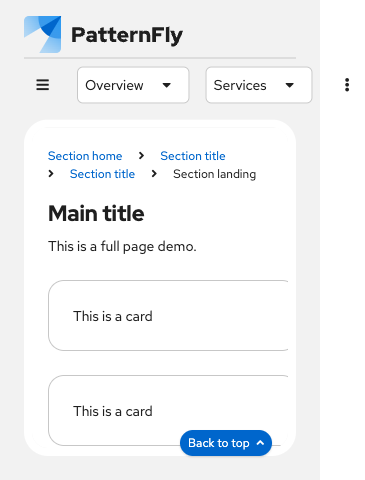 PatternFly
Overview Services
Section home Section title
Section title Section landing
Main title
This is a full page demo.
This is a card
This is a card
Back to top